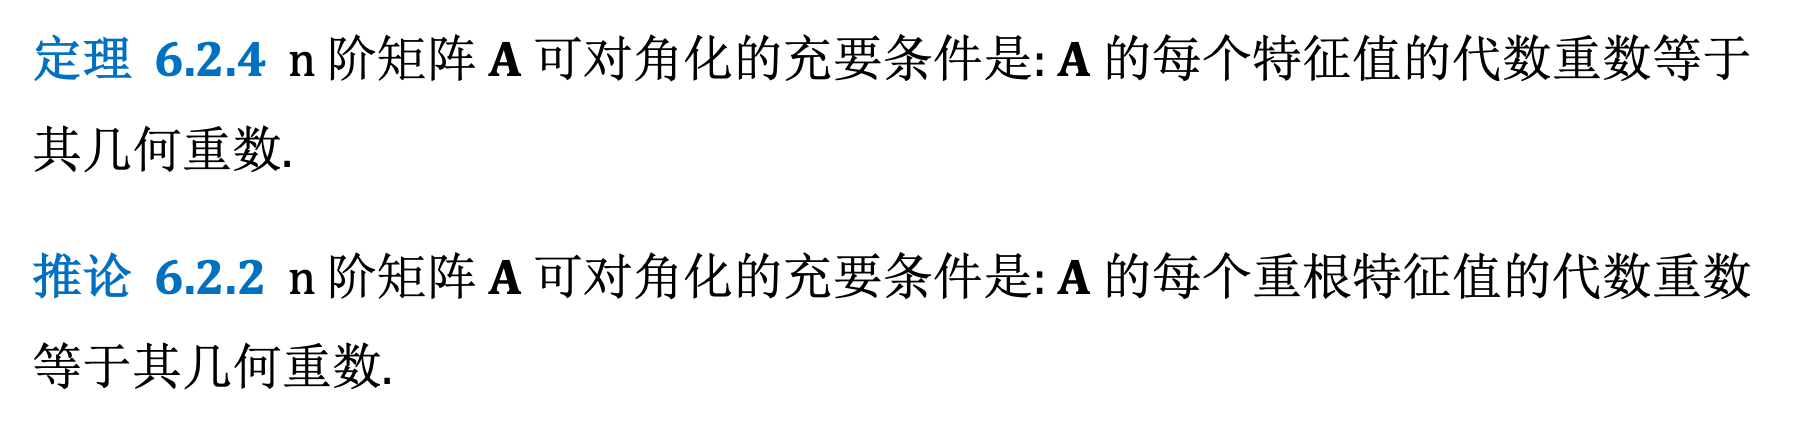 定理 6.2.4 n 阶矩阵 A 可对角化的充要条件是: A 的每个特征值的代数重数等于
其几何重数.
推论 6.2.2 n 阶矩阵 A 可对角化的充要条件是: A 的每个重根特征值的代数重数
等于其几何重数.